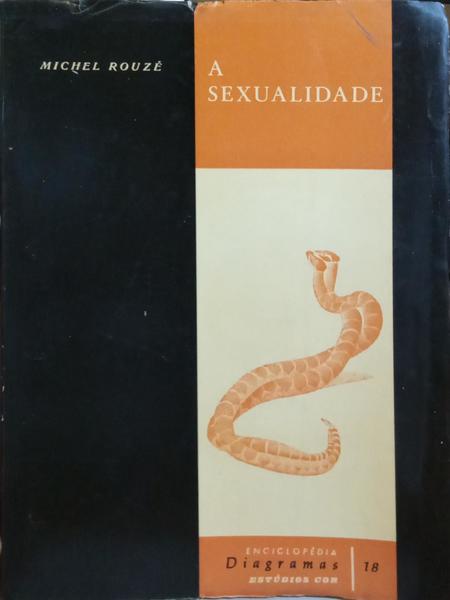 MICHEL ROUZÉ
A
SEXUALIDADE
ENCICLOPÉDIA
Diagramas
ESTÚDIOS COR
18